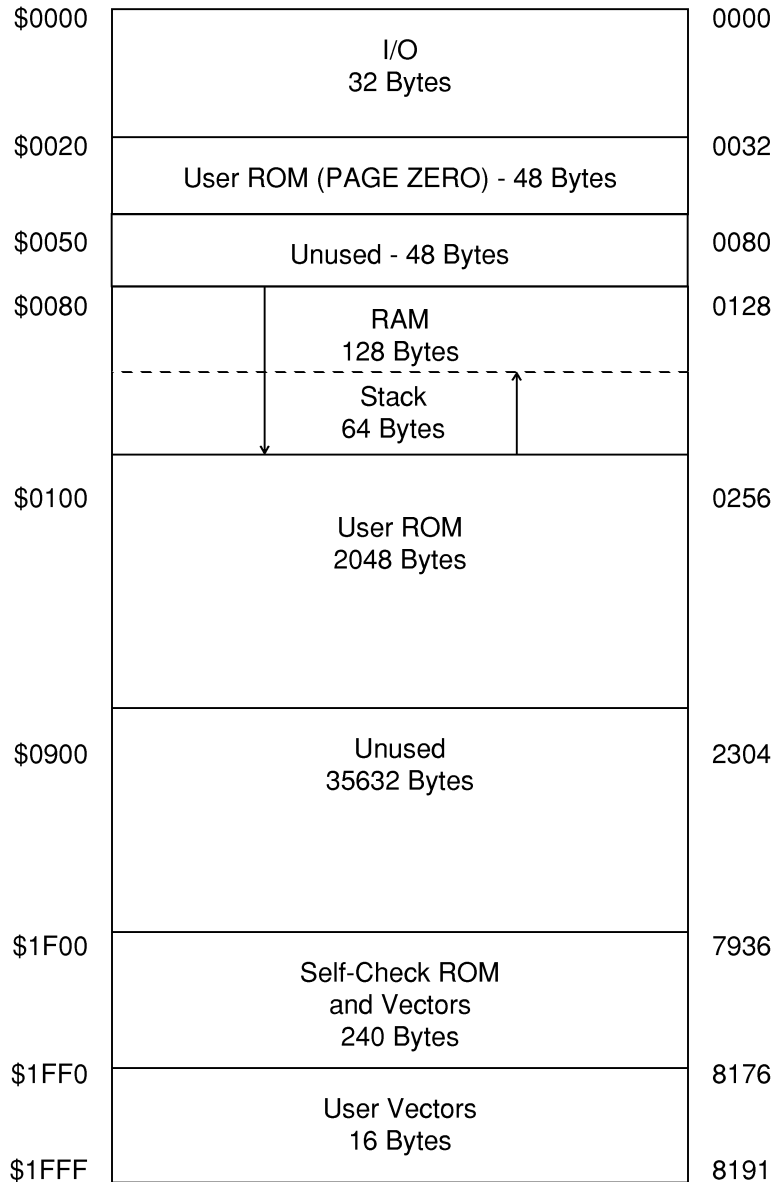 $0000
0000
I/O
32 Bytes
$0020
0032
User ROM (PAGE ZERO) - 48 Bytes
$0050
0080
Unused - 48 Bytes
$0080
0128
RAM
128 Bytes
Stack
64 Bytes
$0100
0256
User ROM
2048 Bytes
$0900
2304
Unused
35632 Bytes
$1F00
7936
Self-Check ROM
and Vectors
240 Bytes
$1FF0
8176
User Vectors
16 Bytes
$1FFF
8191